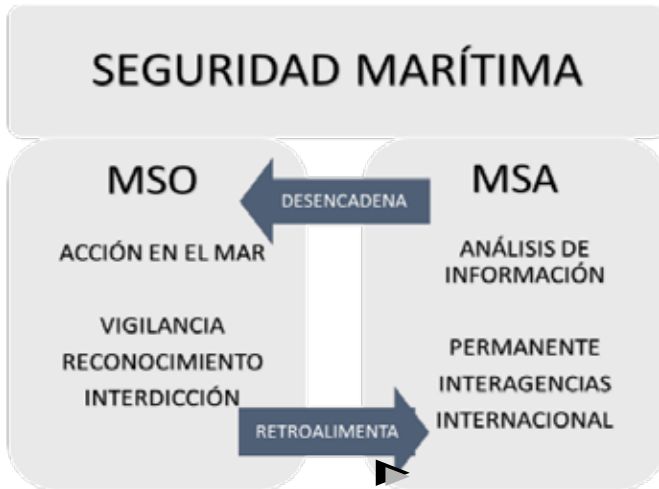 SEGURIDAD MARÍTIMA
MSO
ACCIÓN EN EL MAR
VIGILANCIA
RECONOCIMIENTO
INTERDICCIÓN
DESENCADENA
MSA
ANÁLISIS DE
INFORMACIÓN
PERMANENTE
INTERAGENCIAS
INTERNACIONAL
RETROALIMENTA